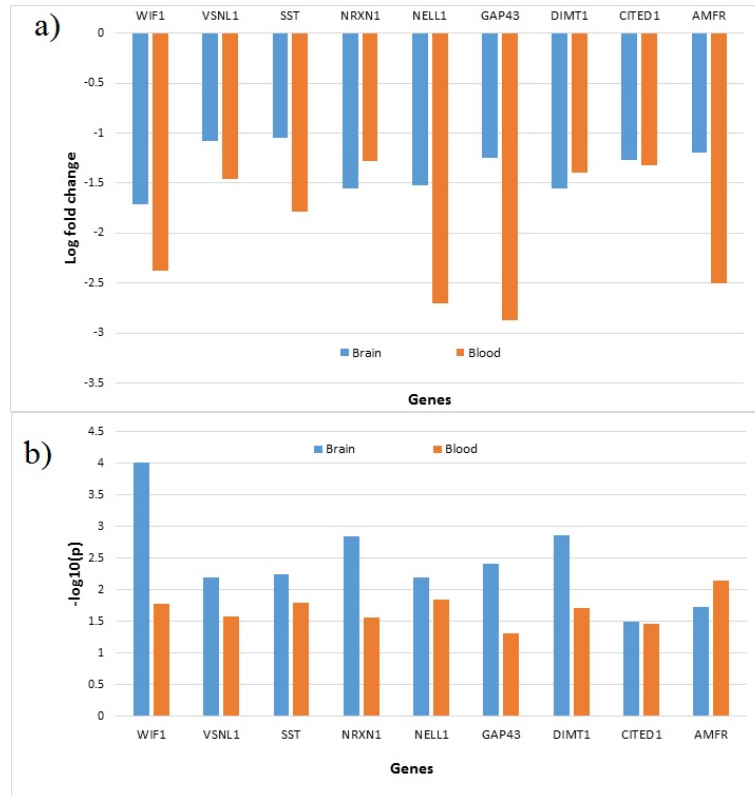 a)
WIF1 VSNL1 SST NRXN1 NELL1 GAP43 DIMT1 CITED1 AMFR
0
-0.5
-1
-1.5
-2
-2.5
-3
-3.5
Log fold change
Brain Blood
Genes
b)
4.5
4
3.5
3
2.5
2
1.5
1
0.5
0
-log10(p)
Brain Blood
WIF1 VSNL1 SST NRXN1 NELL1 GAP43 DIMT1 CITED1 AMFR
Genes